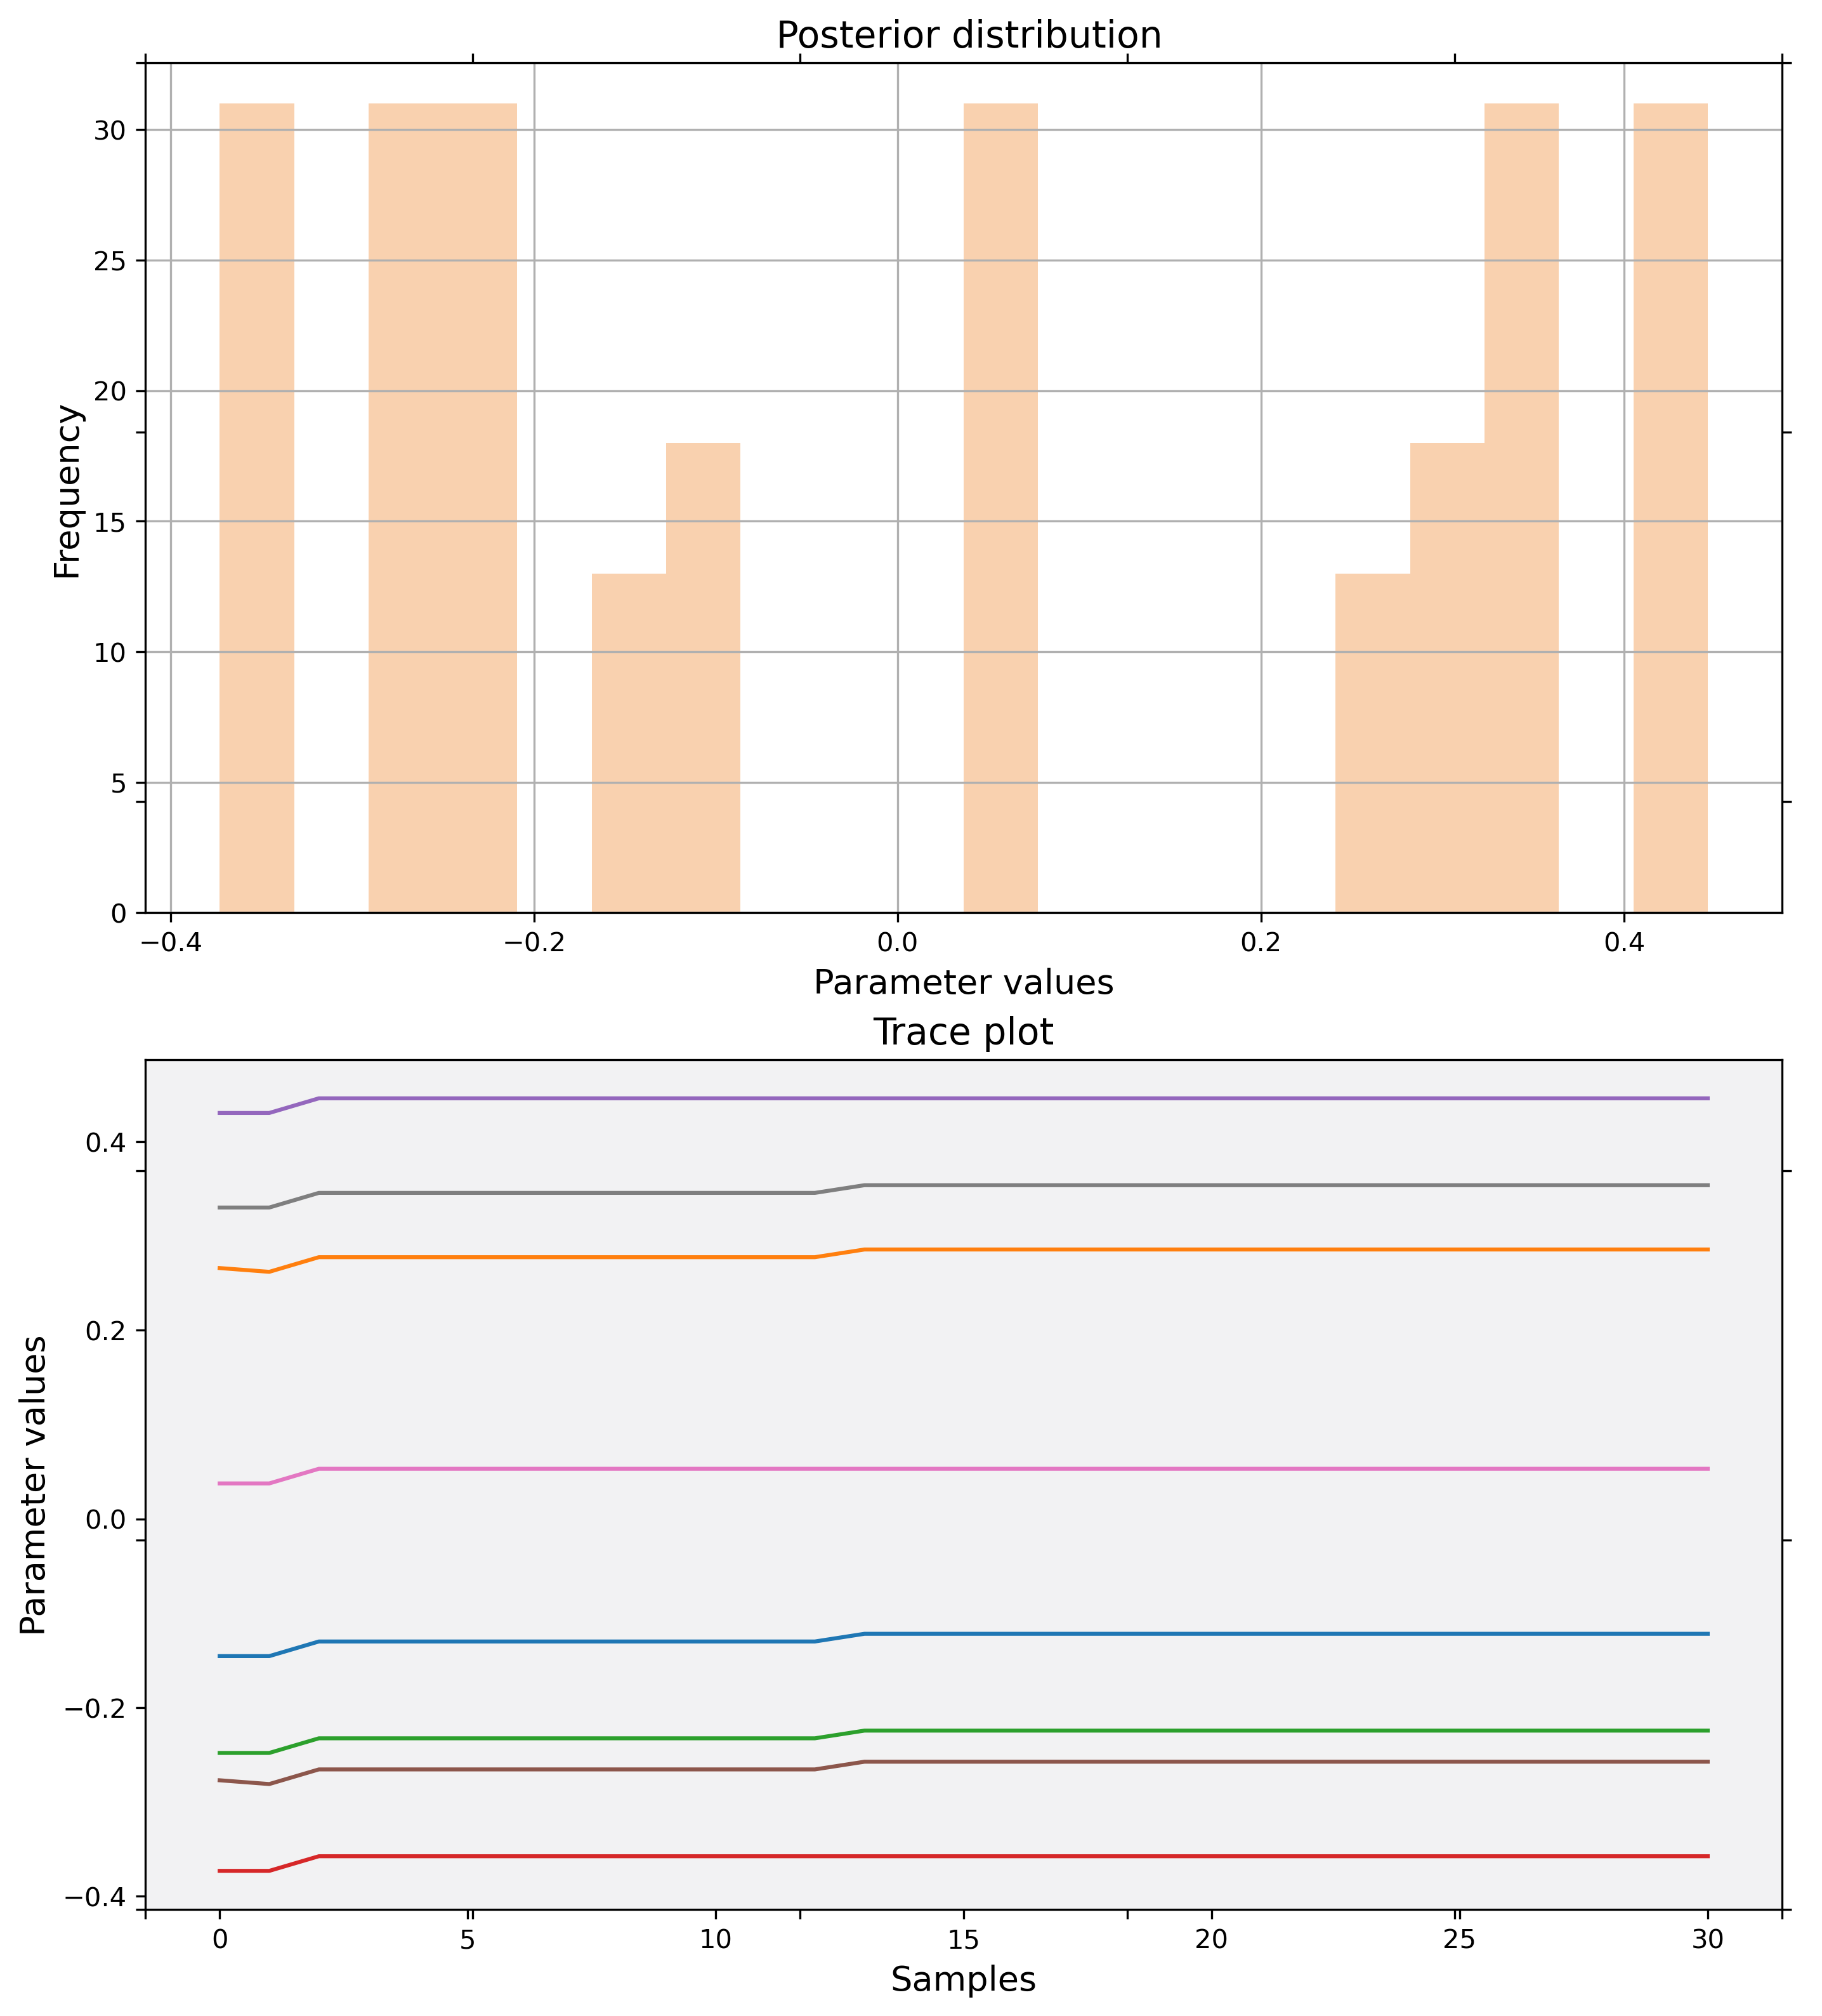 Posterior distribution
30
25
20
15
10
5
0
Frequency
−0.4 −0.2 0.0 0.2 0.4
Parameter values
Trace plot
0.4
0.2
0.0
−0.2
−0.4
Parameter values
0 5 10 15 20 25 30
Samples